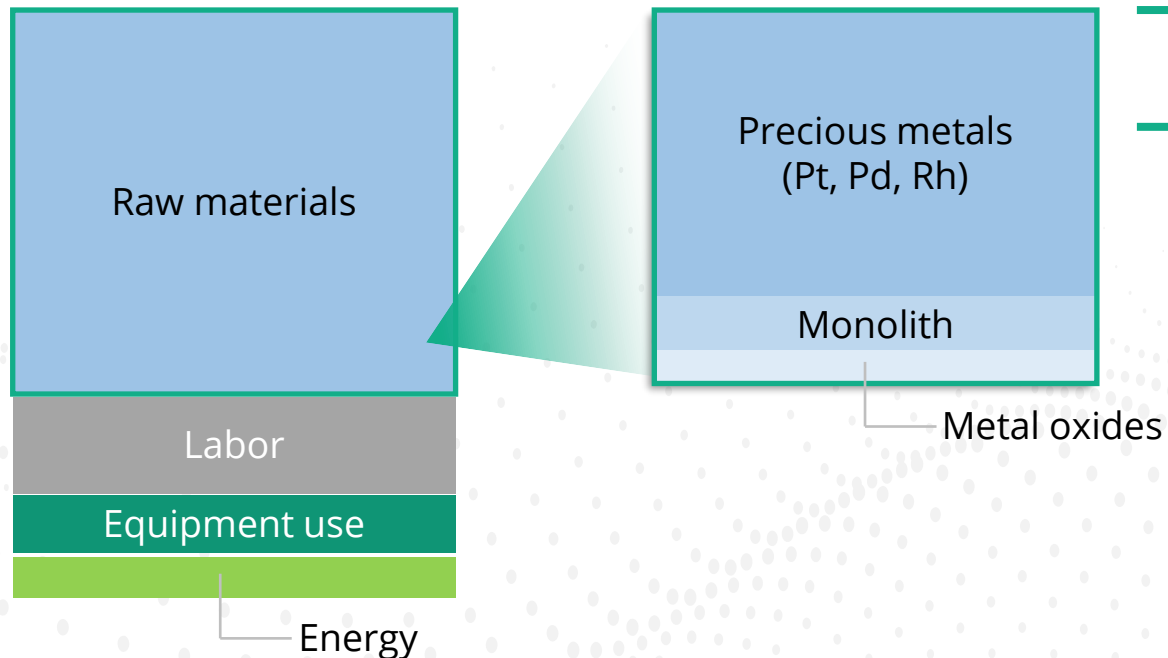 Raw materials
Labor
Equipment use
Energy
Precious metals
(Pt, Pd, Rh)
Monolith
Metal oxides